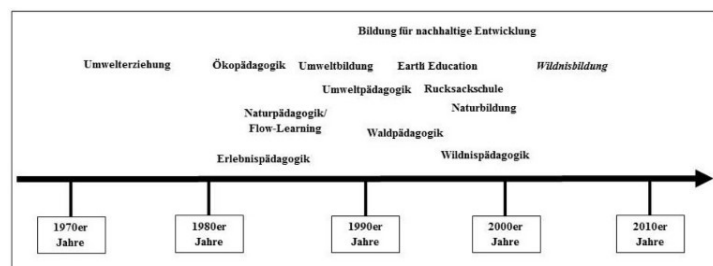 Bildung für nachhaltige Entwicklung
Umwelterziehung Ökopädagogik Umweltbildung Earth Education Wildnisbildung
Umweltpädagogik Rucksackschule
Naturpädagogik/ Naturbildung
Flow-Learning Waldpädagogik
Erlebnispädagogik Wildnispädagogik
1970er 1980er 1990er 2000er 2010er
Jahre Jahre Jahre Jahre Jahre